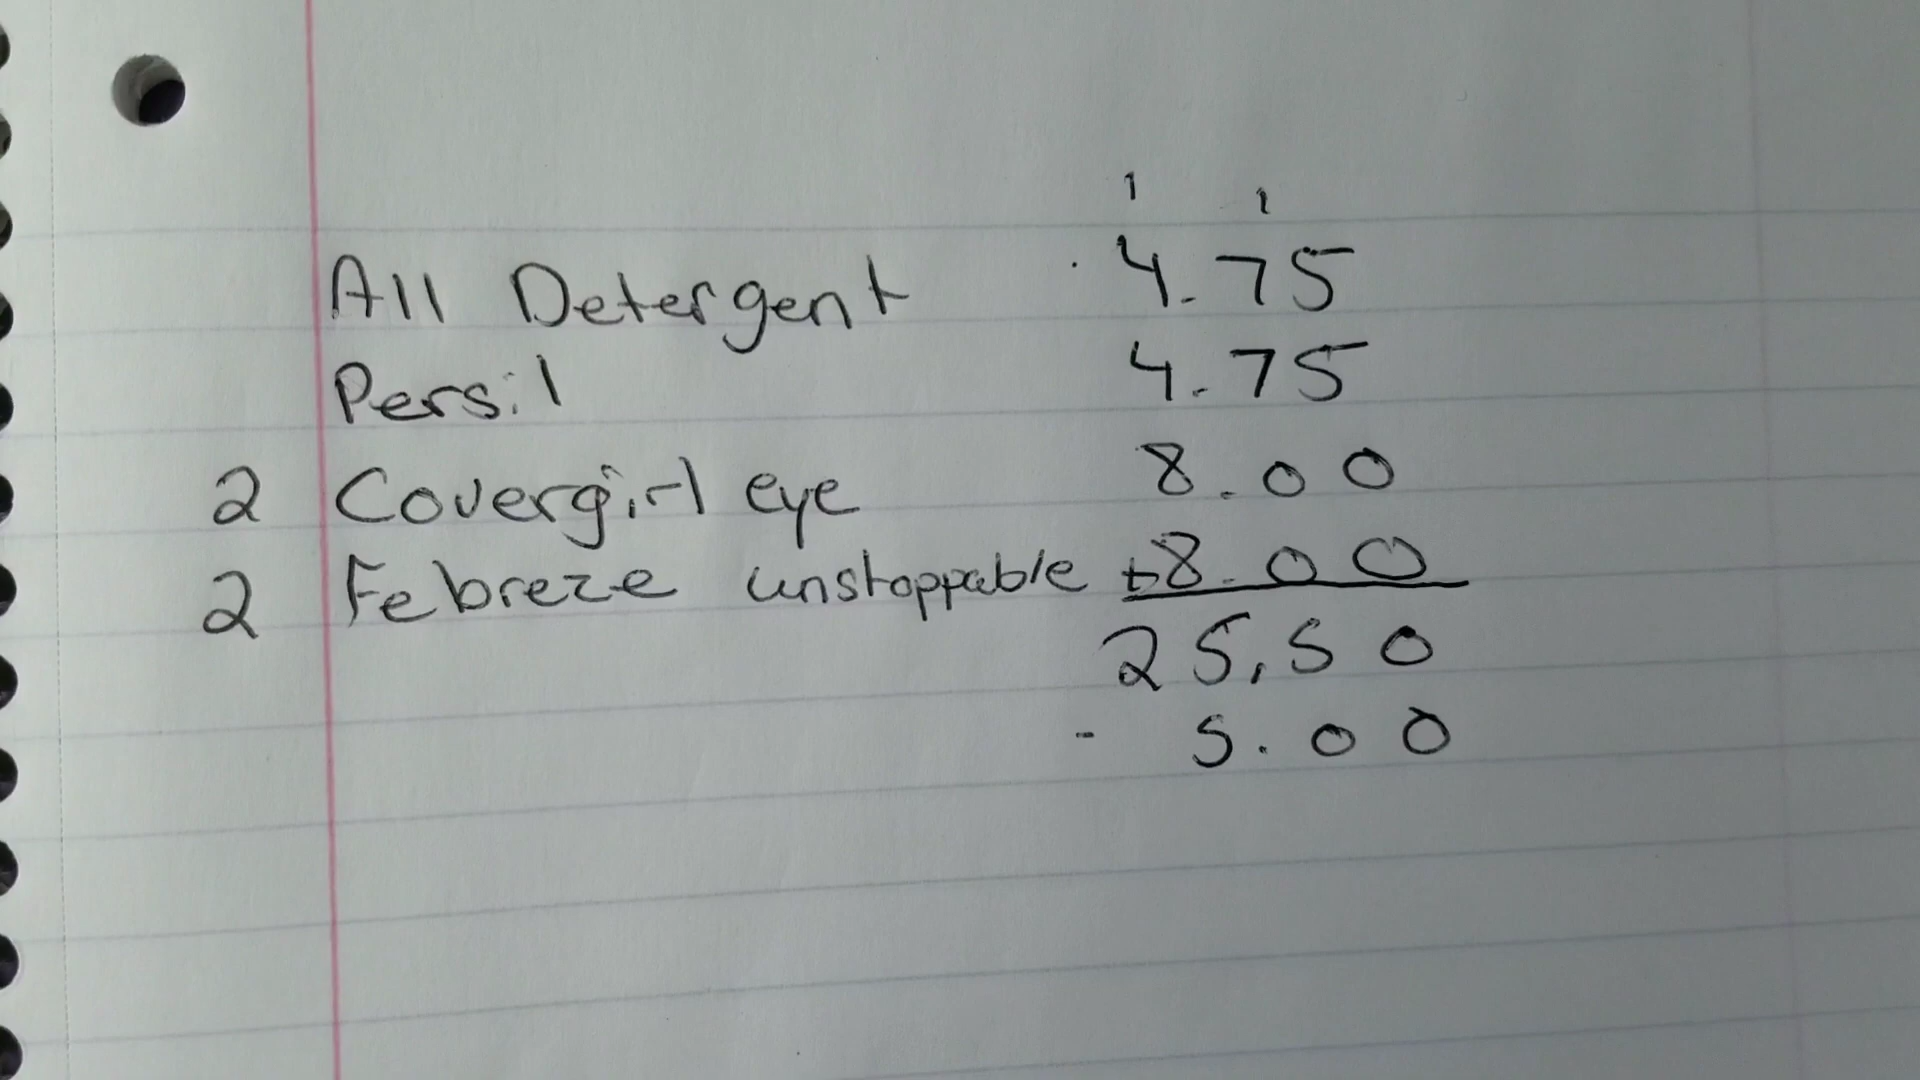 1 1
All Detergent 4.75
Persil 4.75
2 Covergirl eye 8.00
2 Febreze unstoppable +8.00
25.50
- 5.00